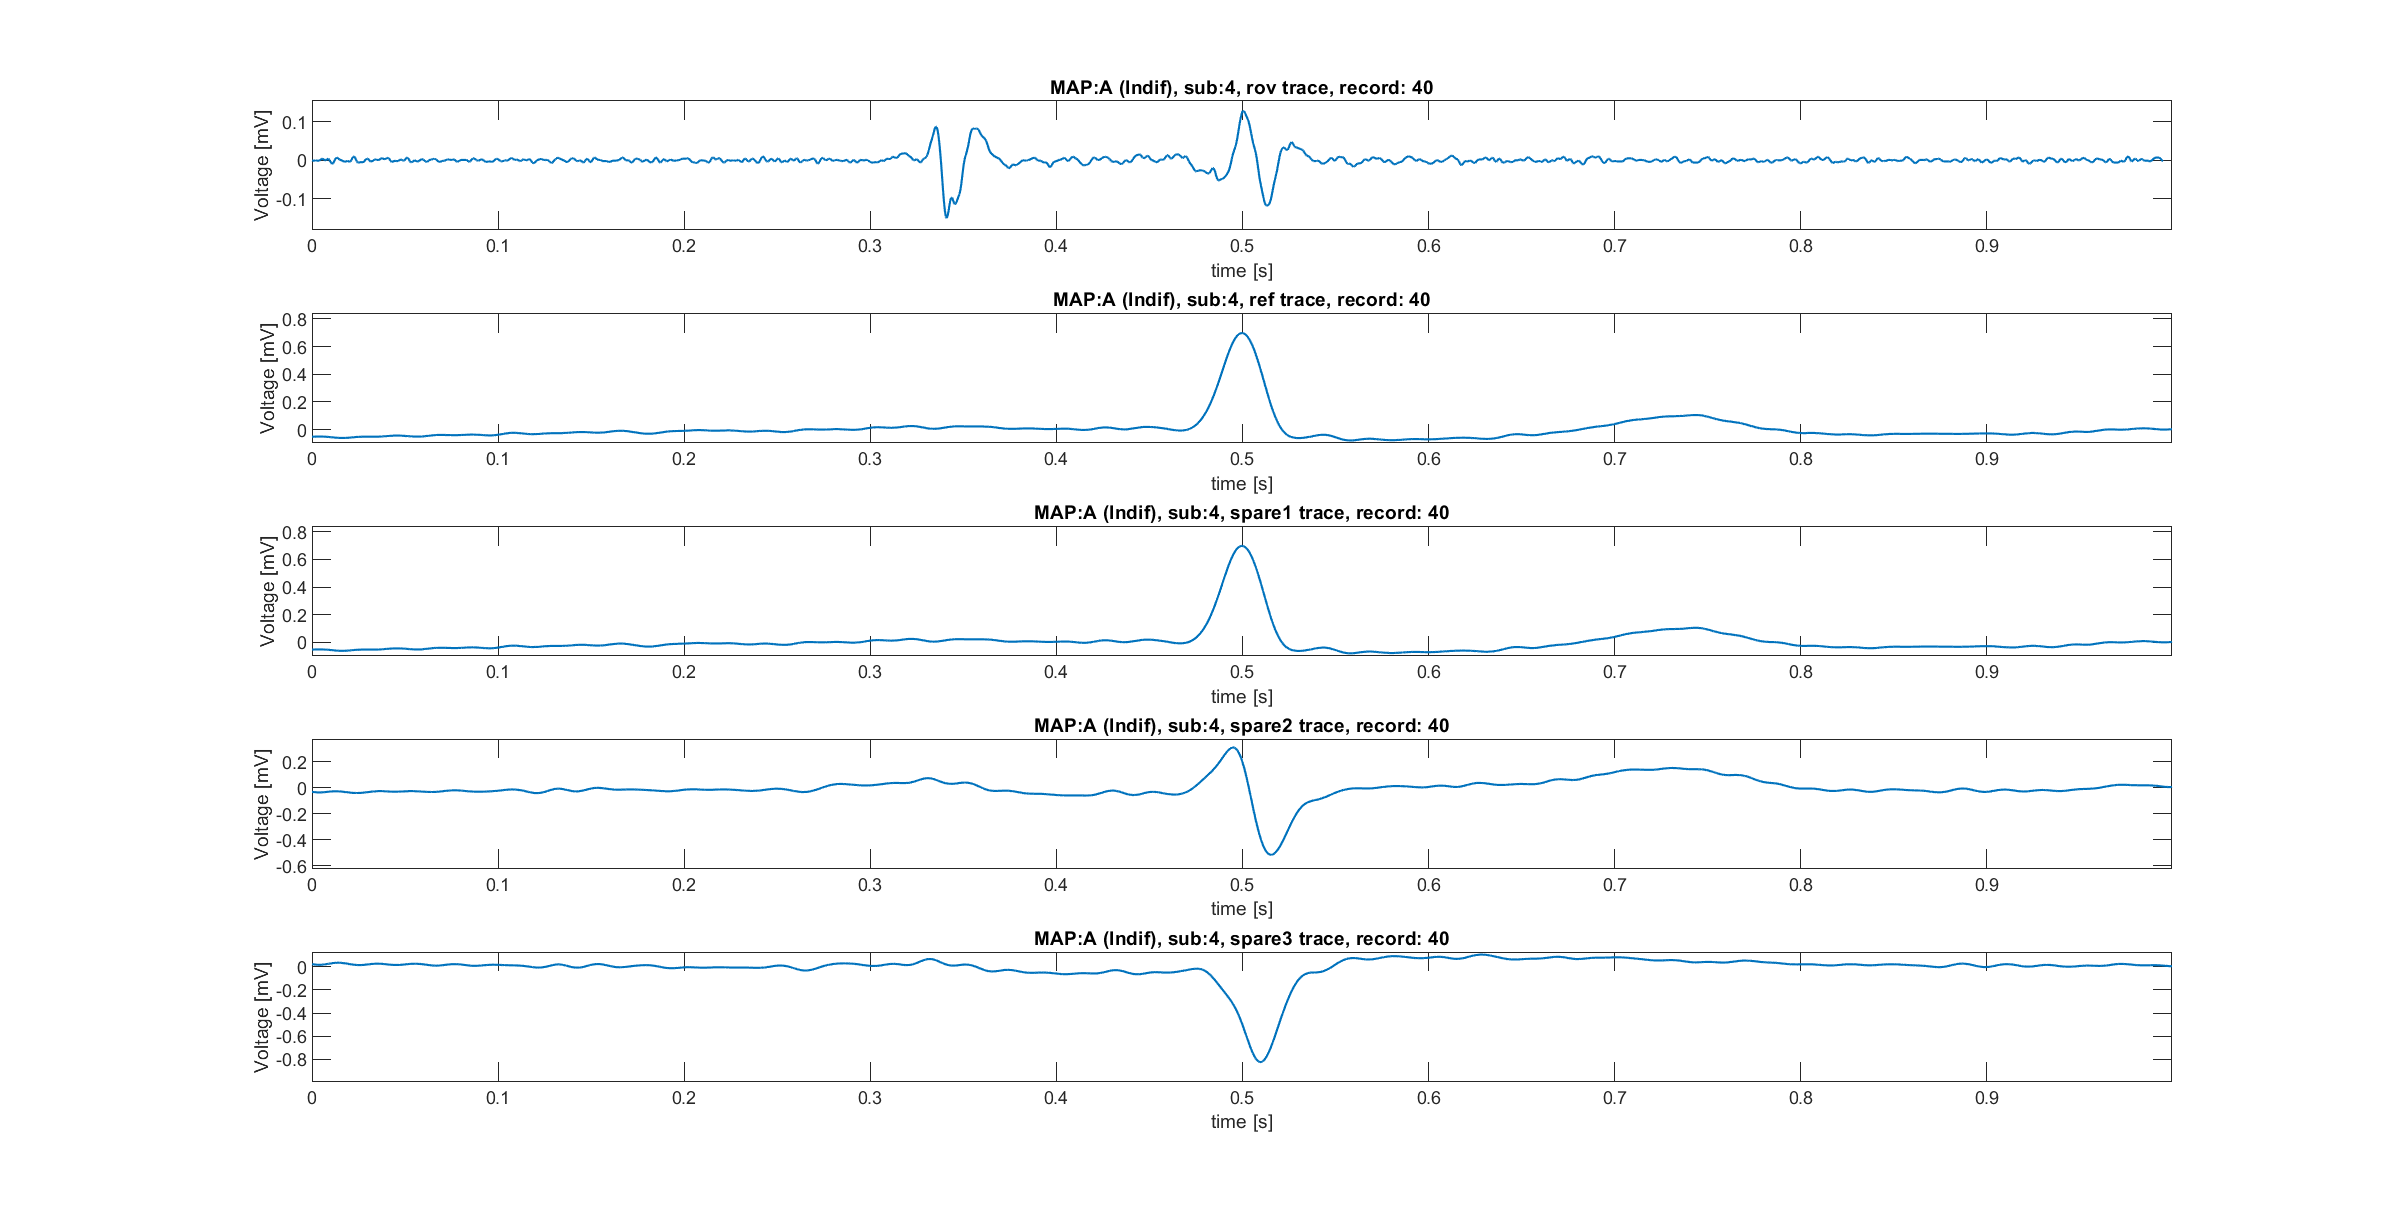 MAP:A (Indif), sub:4, rov trace, record: 40
Voltage [mV]
0.1
0
-0.1
0 0.1 0.2 0.3 0.4 0.5 0.6 0.7 0.8 0.9
time [s]
MAP:A (Indif), sub:4, ref trace, record: 40
Voltage [mV]
0.8
0.6
0.4
0.2
0
0 0.1 0.2 0.3 0.4 0.5 0.6 0.7 0.8 0.9
time [s]
MAP:A (Indif), sub:4, spare1 trace, record: 40
Voltage [mV]
0.8
0.6
0.4
0.2
0
0 0.1 0.2 0.3 0.4 0.5 0.6 0.7 0.8 0.9
time [s]
MAP:A (Indif), sub:4, spare2 trace, record: 40
Voltage [mV]
0.2
0
-0.2
-0.4
-0.6
0 0.1 0.2 0.3 0.4 0.5 0.6 0.7 0.8 0.9
time [s]
MAP:A (Indif), sub:4, spare3 trace, record: 40
Voltage [mV]
0
-0.2
-0.4
-0.6
-0.8
0 0.1 0.2 0.3 0.4 0.5 0.6 0.7 0.8 0.9
time [s]